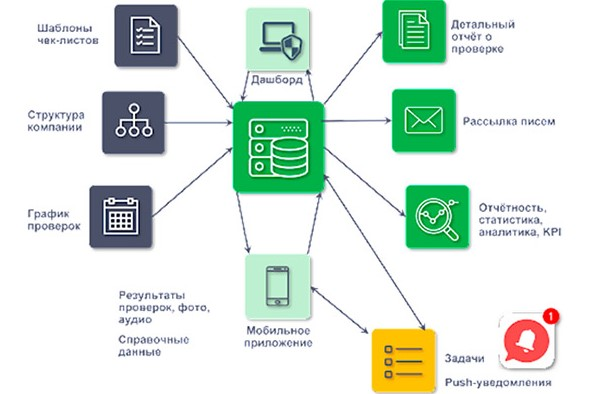 Шаблоны
чек-листов
Дашборд
Детальный
отчёт о
проверке
Структура
компании
Рассылка писем
График
проверок
Отчётность,
статистика,
аналитика, KPI
Результаты
проверок, фото,
аудио
Справочные
данные
Мобильное
приложение
1
Задачи
Push-уведомления